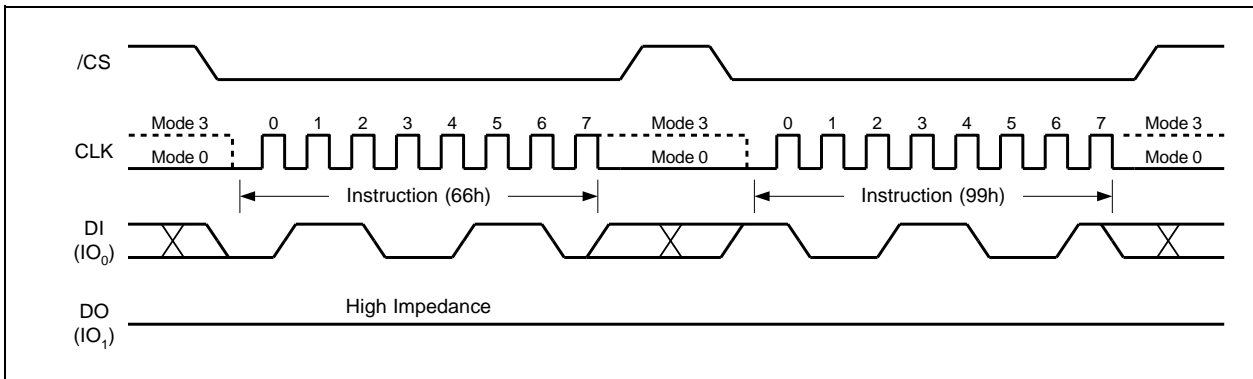 /CS
Mode 3 0 1 2 3 4 5 6 7 Mode 3 0 1 2 3 4 5 6 7 Mode 3
CLK
Mode 0 Mode 0 Mode 0
Instruction (66h) Instruction (99h)
DI
(IO0)
High Impedance
DO
(IO1)